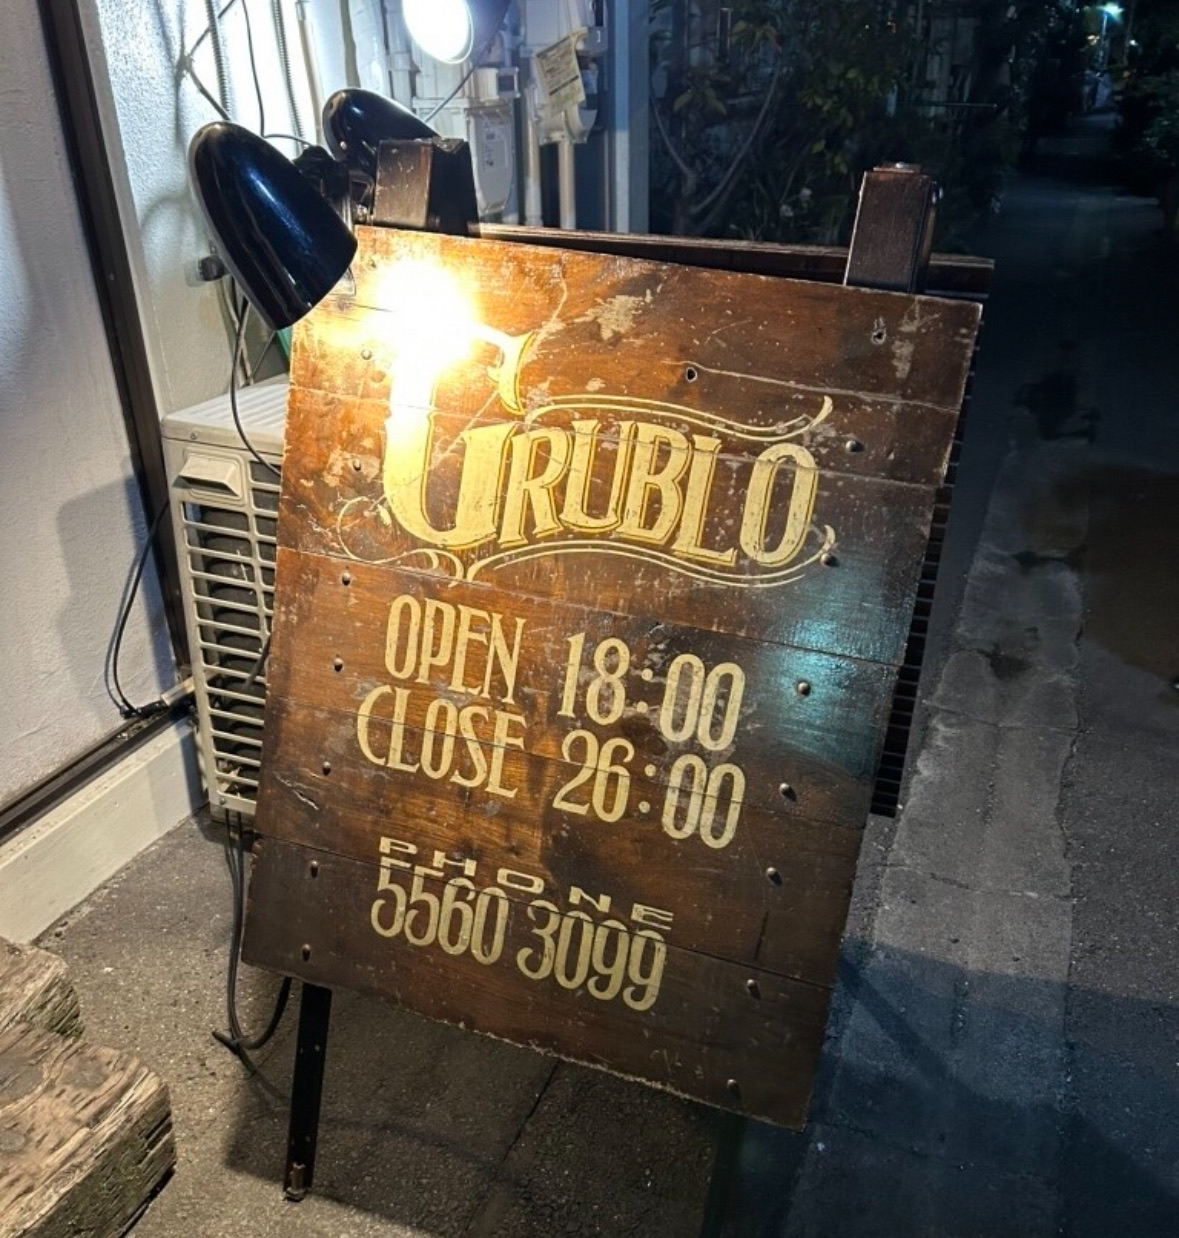 GRUBLO
OPEN 18:00
CLOSE 26:00
PHONE
5560 3099